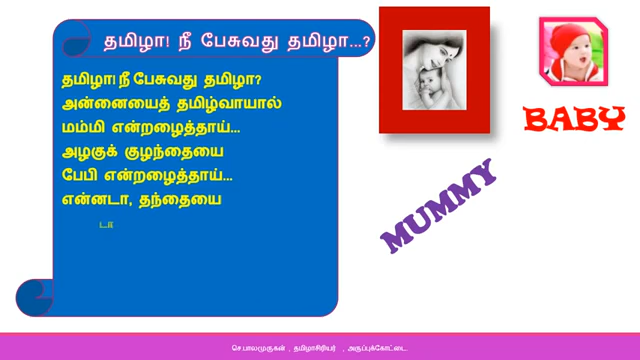 தமிழா! நீ பேசுவது தமிழா...?
தமிழா! நீ பேசுவது தமிழா?
அன்னையைத் தமிழ்வாயால்
மம்மி என்றழைத்தாய்...
அழகுக் குழந்தையை
பேபி என்றழைத்தாய்...
என்னடா, தந்தையை
BABY
MUMMY
செ.பாலமுருகன் , தமிழாசிரியர் , அருப்புக்கோட்டை.